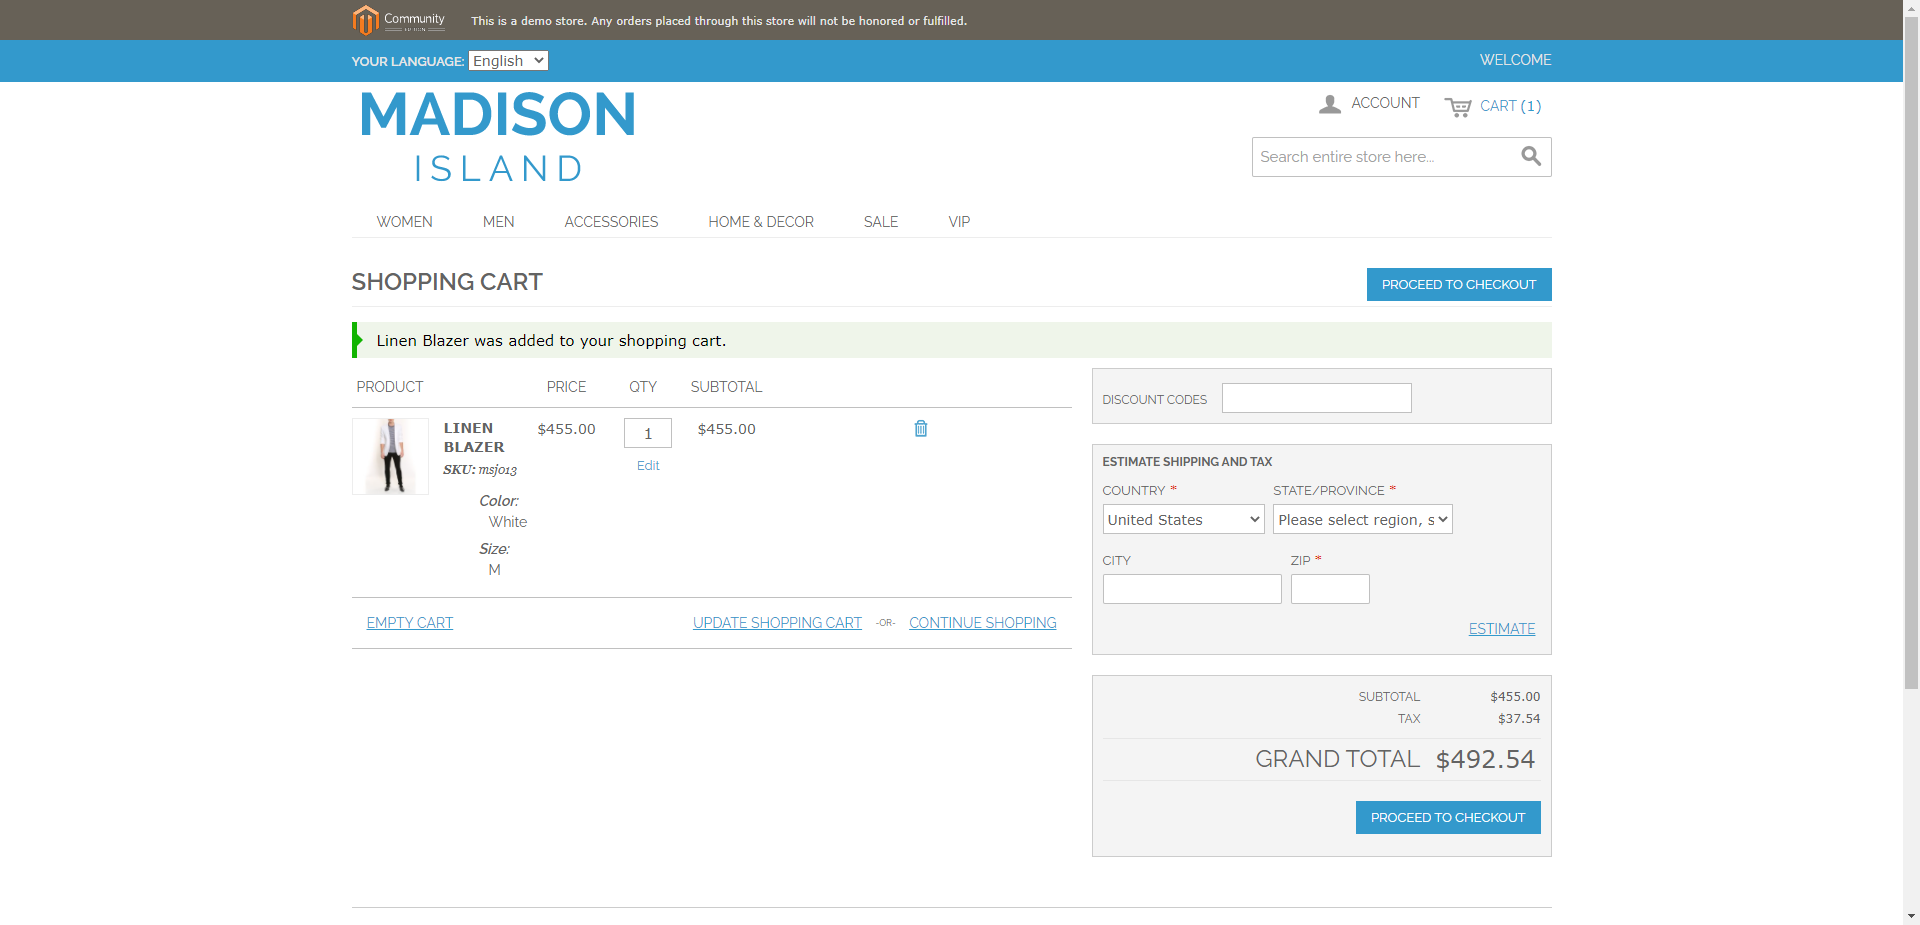 Community
EDITION
This is a demo store. Any orders placed through this store will not be honored or fulfilled.
YOUR LANGUAGE: English
WELCOME
MADISON
ISLAND
ACCOUNT
CART (1)
Search entire store here...
WOMEN
MEN
ACCESSORIES
HOME & DECOR
SALE
VIP
SHOPPING CART
PROCEED TO CHECKOUT
Linen Blazer was added to your shopping cart.
PRODUCT PRICE QTY SUBTOTAL
LINEN BLAZER
SKU: msj013
Color:
White
Size:
M
$455.00
1
Edit
$455.00
EMPTY CART
UPDATE SHOPPING CART -OR- CONTINUE SHOPPING
DISCOUNT CODES
ESTIMATE SHIPPING AND TAX
COUNTRY * STATE/PROVINCE *
United States Please select region, s
CITY ZIP *
ESTIMATE
SUBTOTAL $455.00
TAX $37.54
GRAND TOTAL $492.54
PROCEED TO CHECKOUT